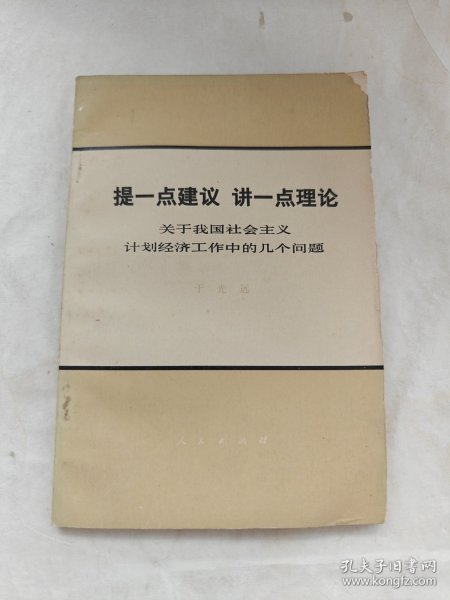 提一点建议 讲一点理论
关于我国社会主义
计划经济工作中的几个问题
于光远
人民出版社
孔夫子旧书网
www.kongfz.com